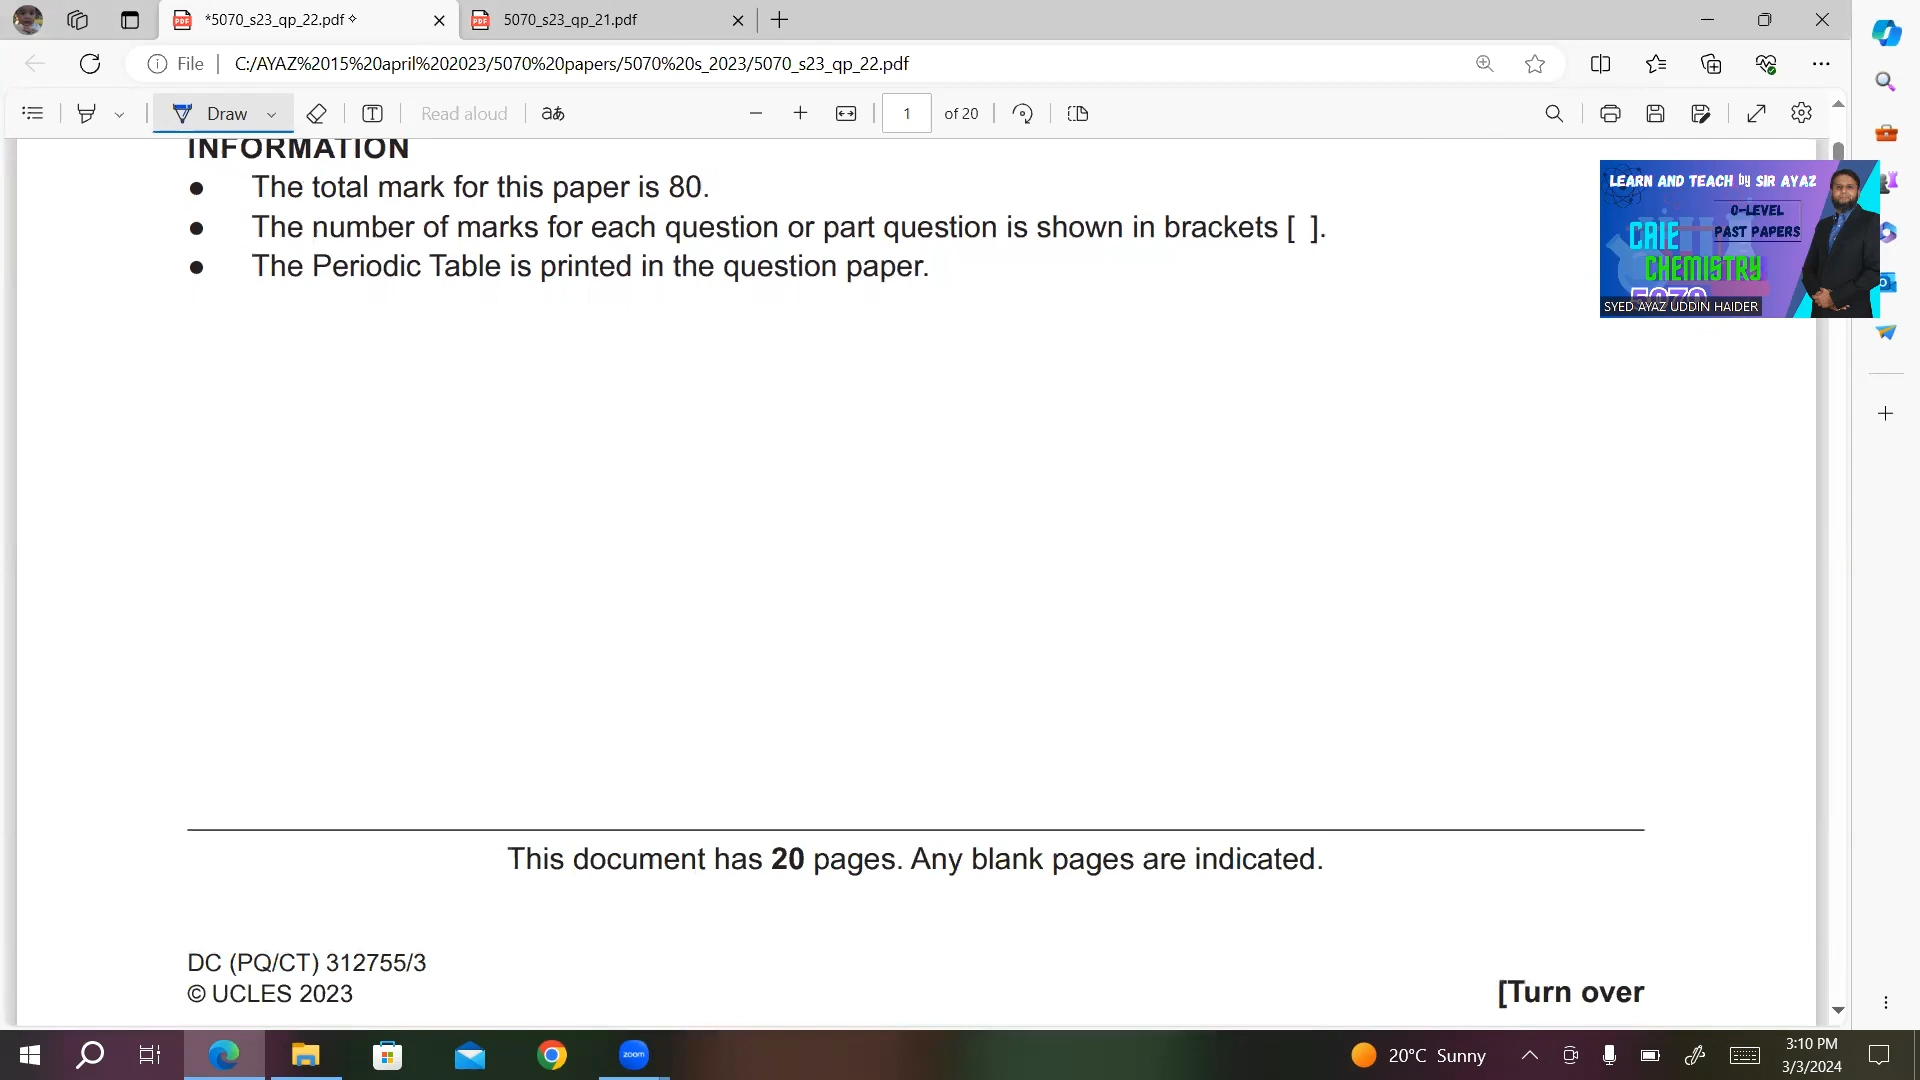 *5070_s23_qp_22.pdf
5070_s23_qp_21.pdf
File
C:/AYAZ%2015%20april%202023/5070%20papers/5070%20s_2023/5070_s23_qp_22.pdf
Draw
Read aloud
aあ
1
of 20
INFORMATION
● The total mark for this paper is 80.
● The number of marks for each question or part question is shown in brackets [ ].
● The Periodic Table is printed in the question paper.
LEARN AND TEACH by SIR AYAZ
O-LEVEL
PAST PAPERS
CAIE
CHEMISTRY
5070
SYED AYAZ UDDIN HAIDER
This document has 20 pages. Any blank pages are indicated.
DC (PQ/CT) 312755/3
© UCLES 2023
[Turn over
zoom
20°C Sunny
3:10 PM
3/3/2024